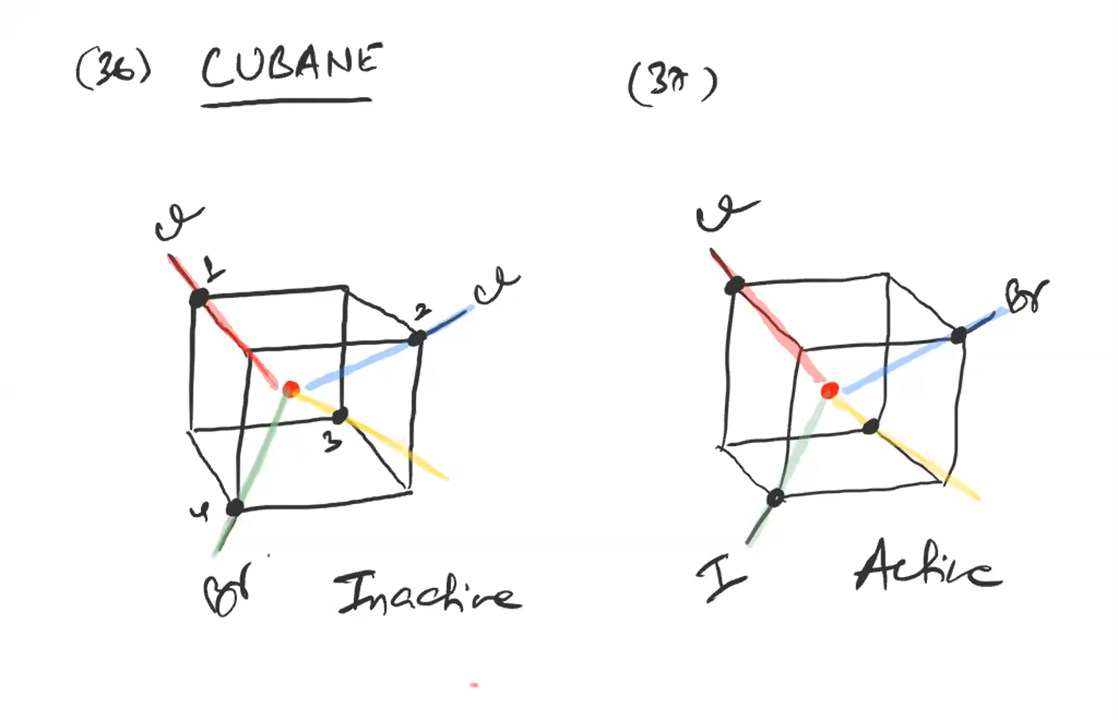 (36) CUBANE
(37)
Cl
1
2
Cl
3
4
Br
Inactive
Cl
Br
I
Active